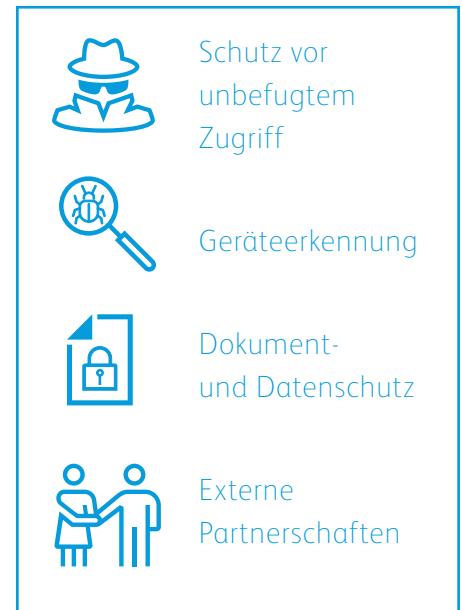 Schutz vor
unbefugtem
Zugriff
Geräteerkennung
Dokument-
und Datenschutz
Externe
Partnerschaften